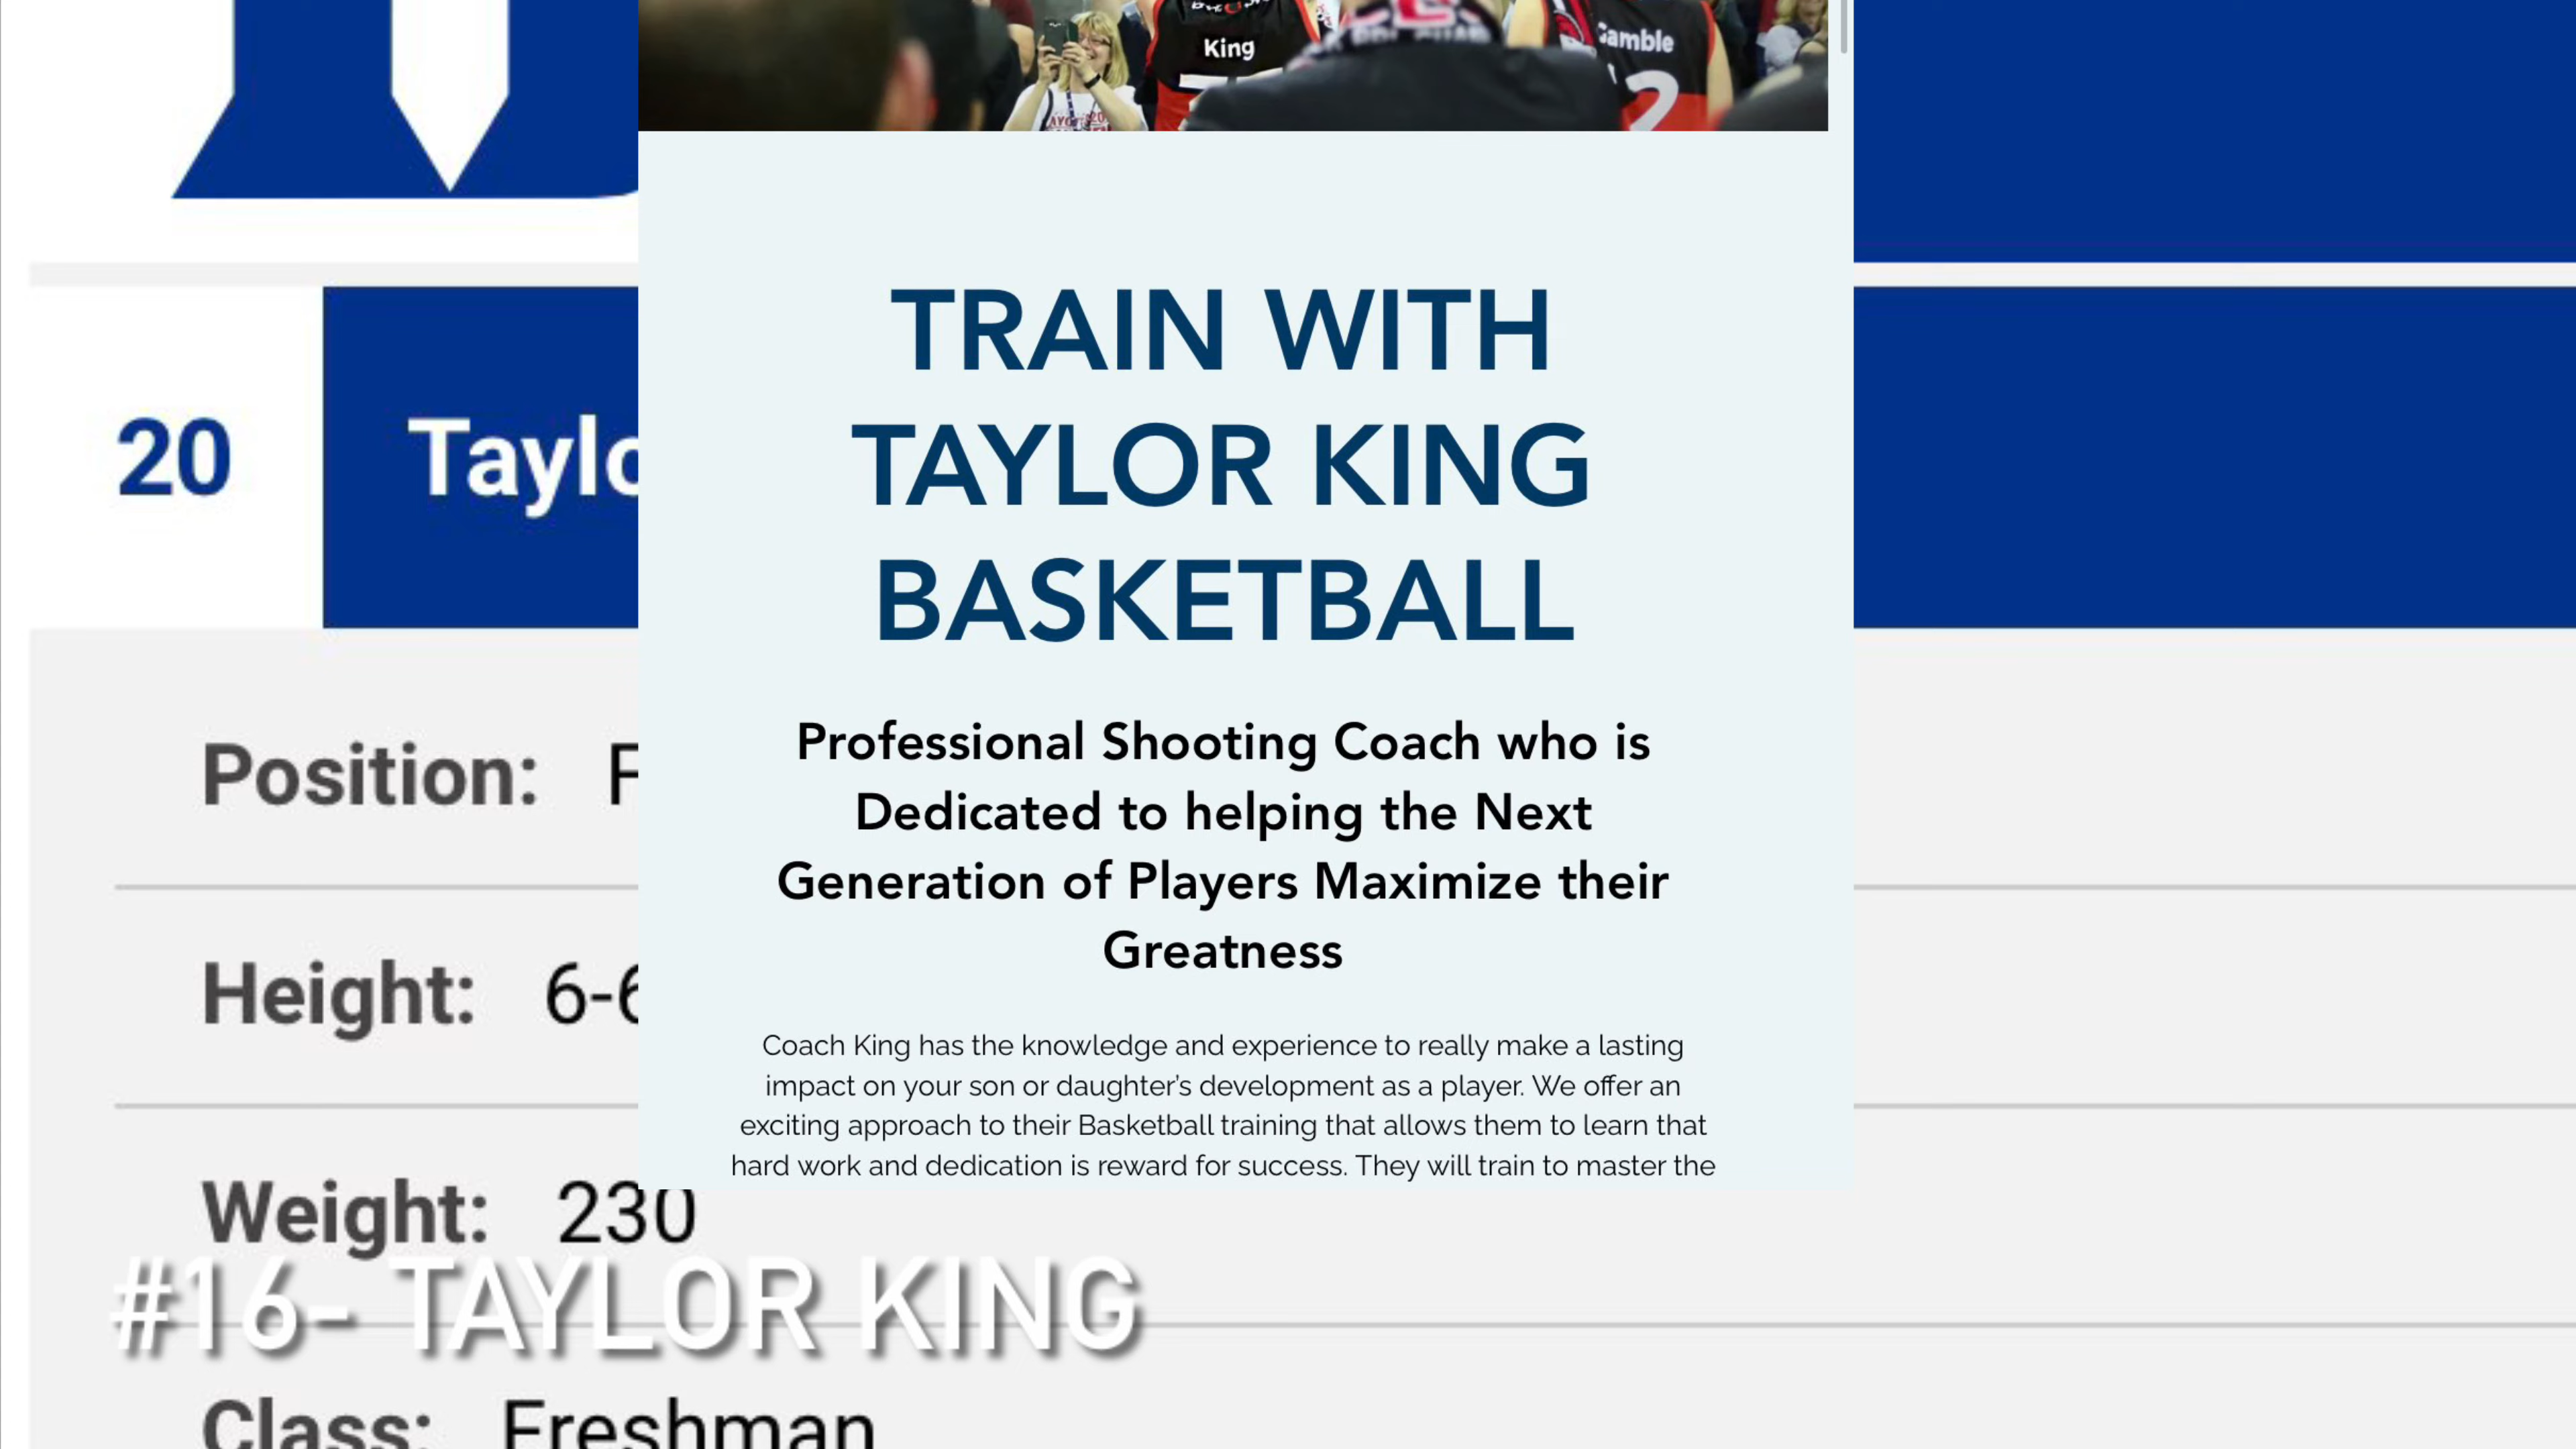 King
Gamble
20
Taylo
Position: F
Height: 6-6
Weight: 230
Class: Freshman
TRAIN WITH
TAYLOR KING
BASKETBALL
Professional Shooting Coach who is
Dedicated to helping the Next
Generation of Players Maximize their
Greatness
Coach King has the knowledge and experience to really make a lasting
impact on your son or daughter's development as a player. We offer an
exciting approach to their Basketball training that allows them to learn that
hard work and dedication is reward for success. They will train to master the
#16- TAYLOR KING